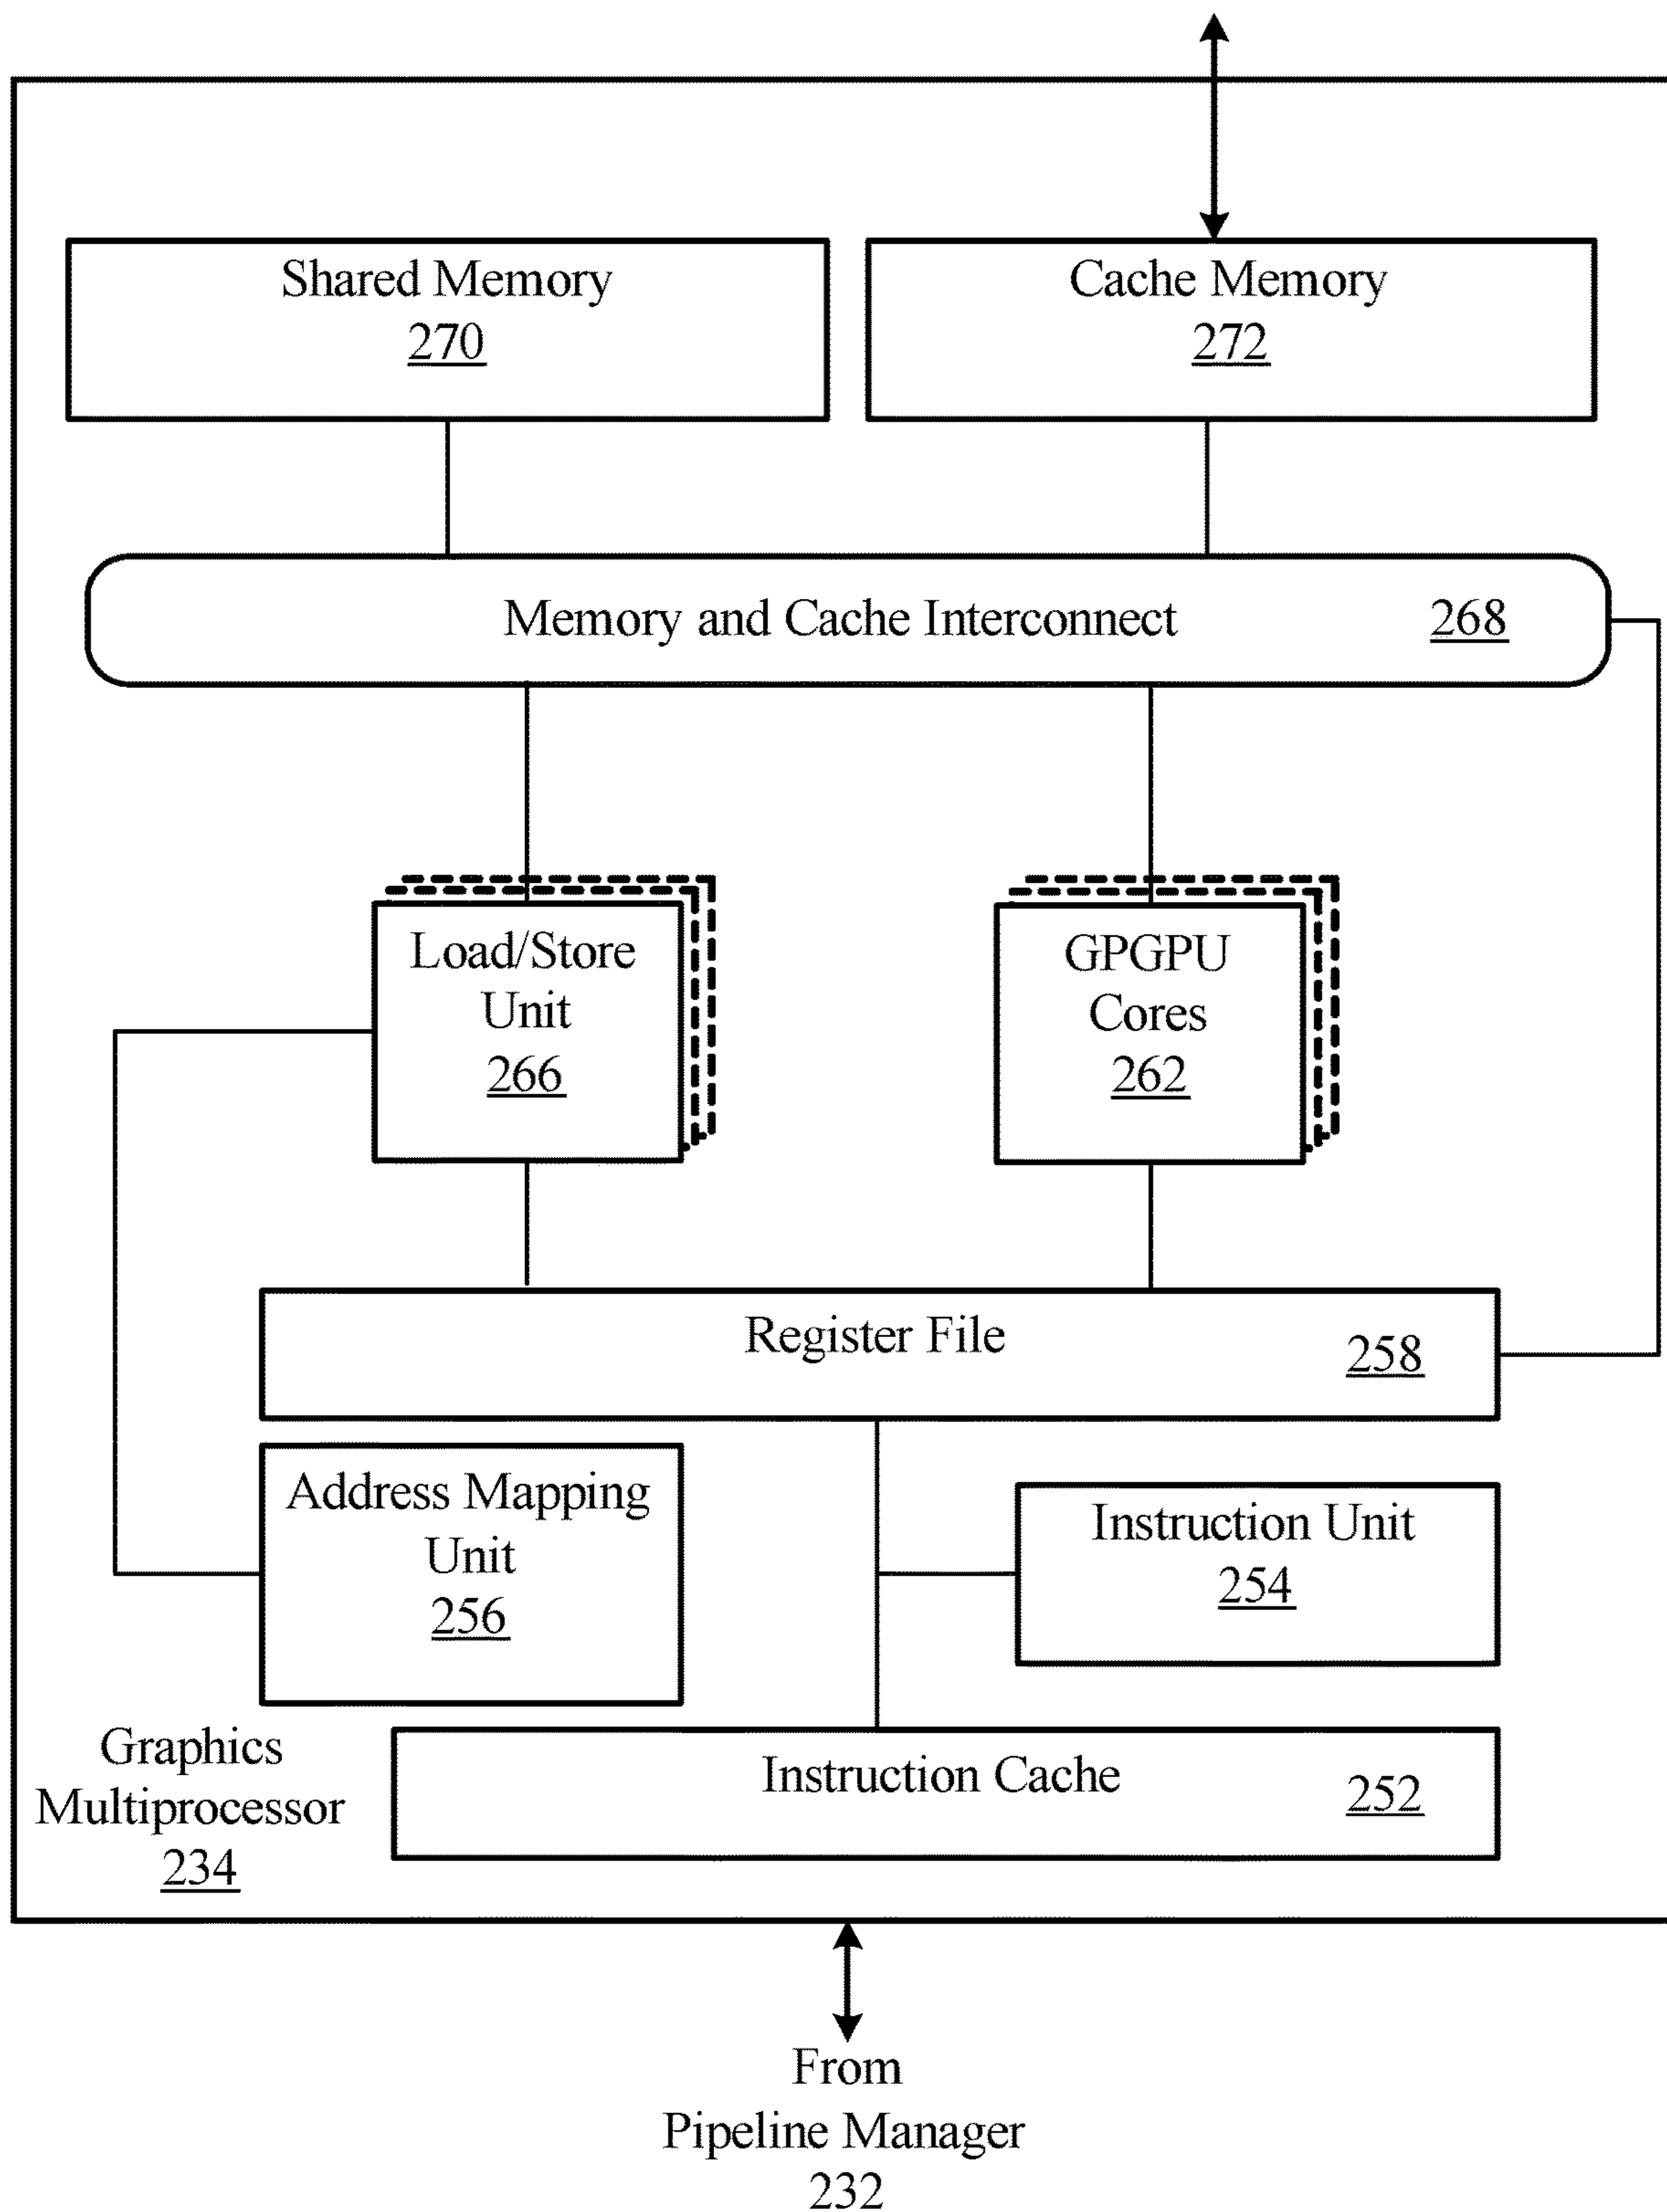 Shared Memory
270
Cache Memory
272
Memory and Cache Interconnect 268
Load/Store
Unit
266
GPGPU
Cores
262
Register File 258
Address Mapping
Unit
256
Instruction Unit
254
Graphics
Multiprocessor
234
Instruction Cache 252
From
Pipeline Manager
232